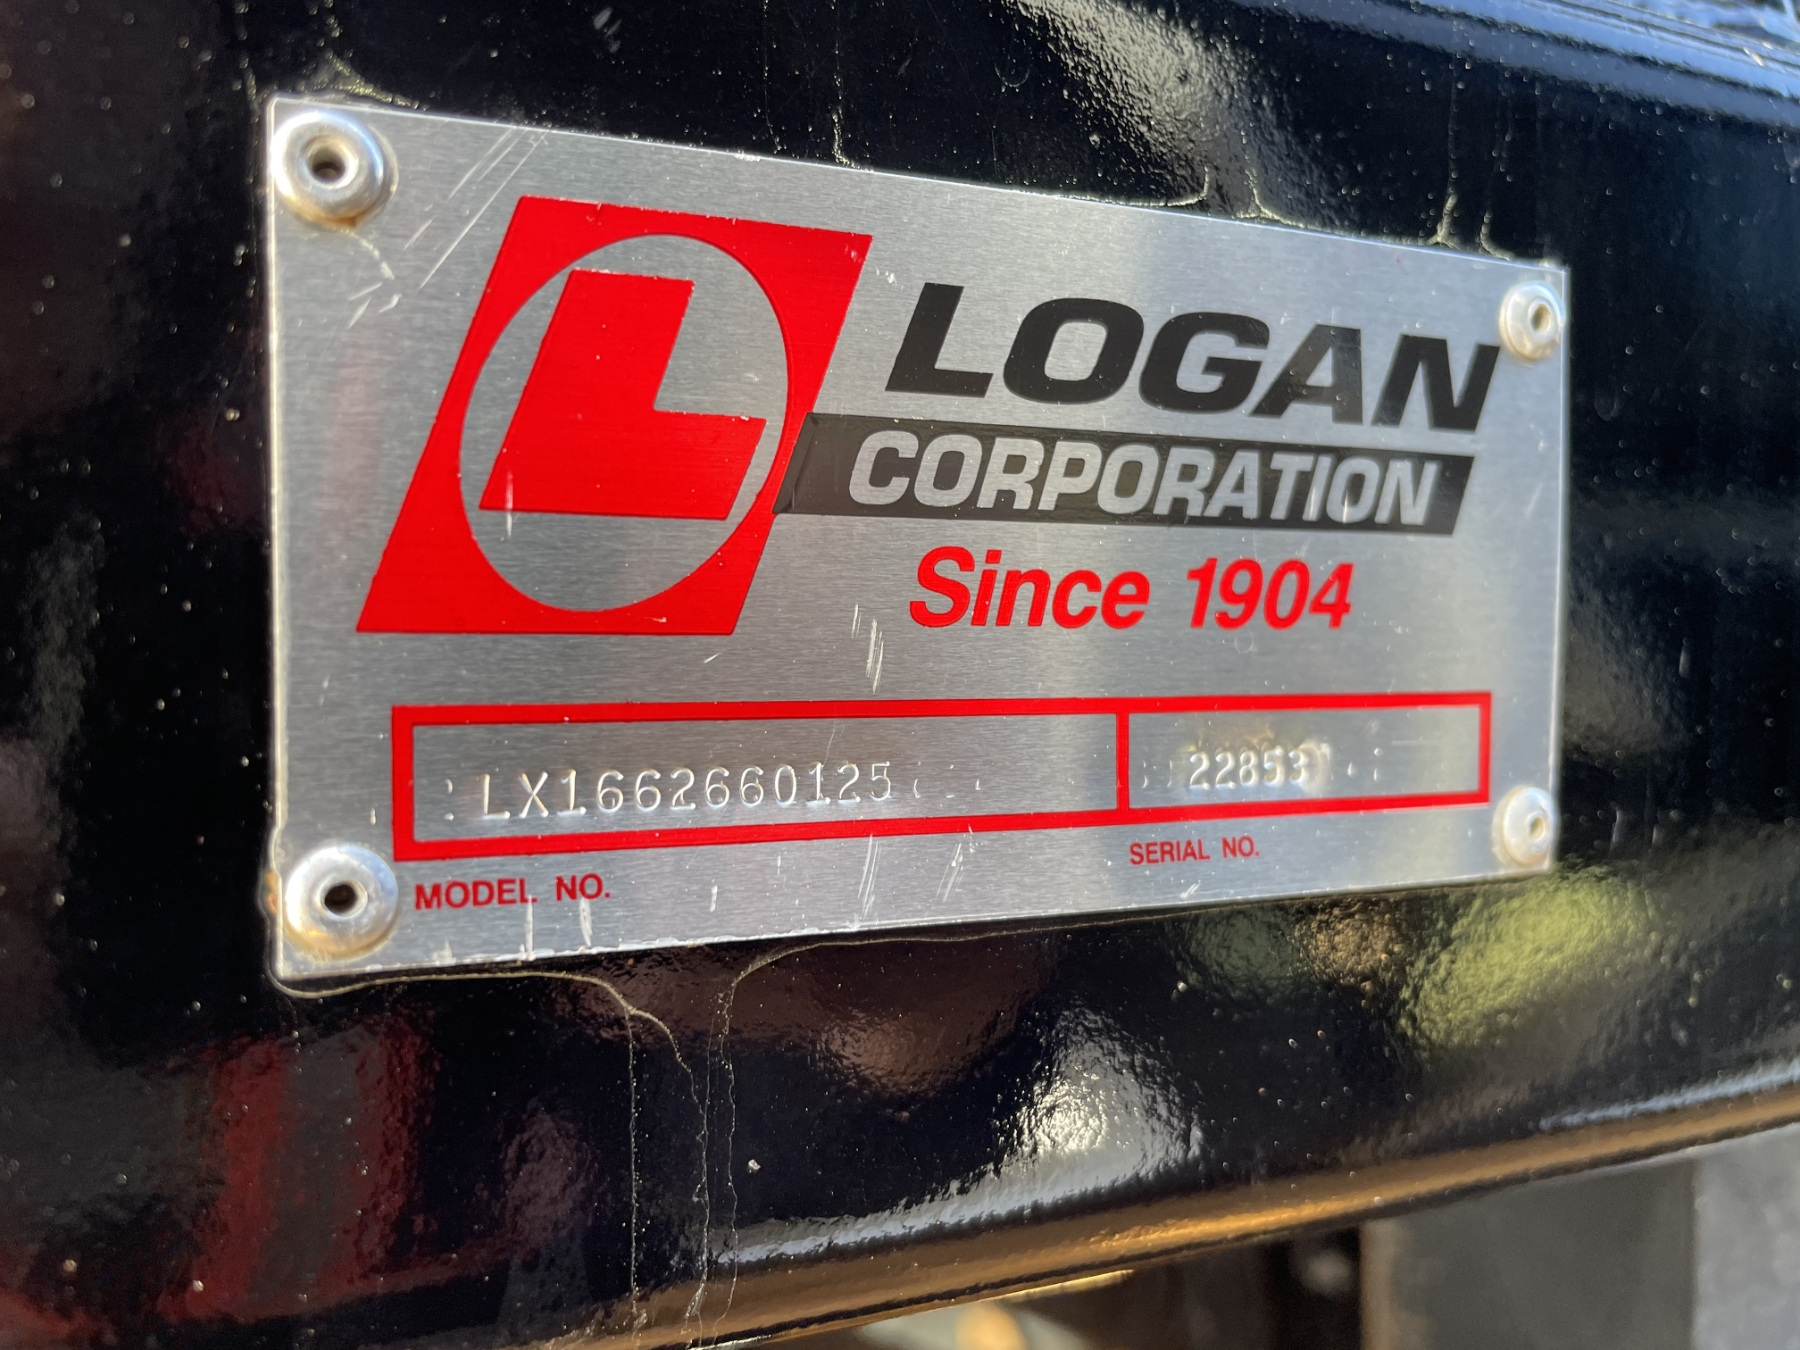 L
LOGAN
CORPORATION
Since 1904
LX1662660125
22853
MODEL NO.
SERIAL NO.